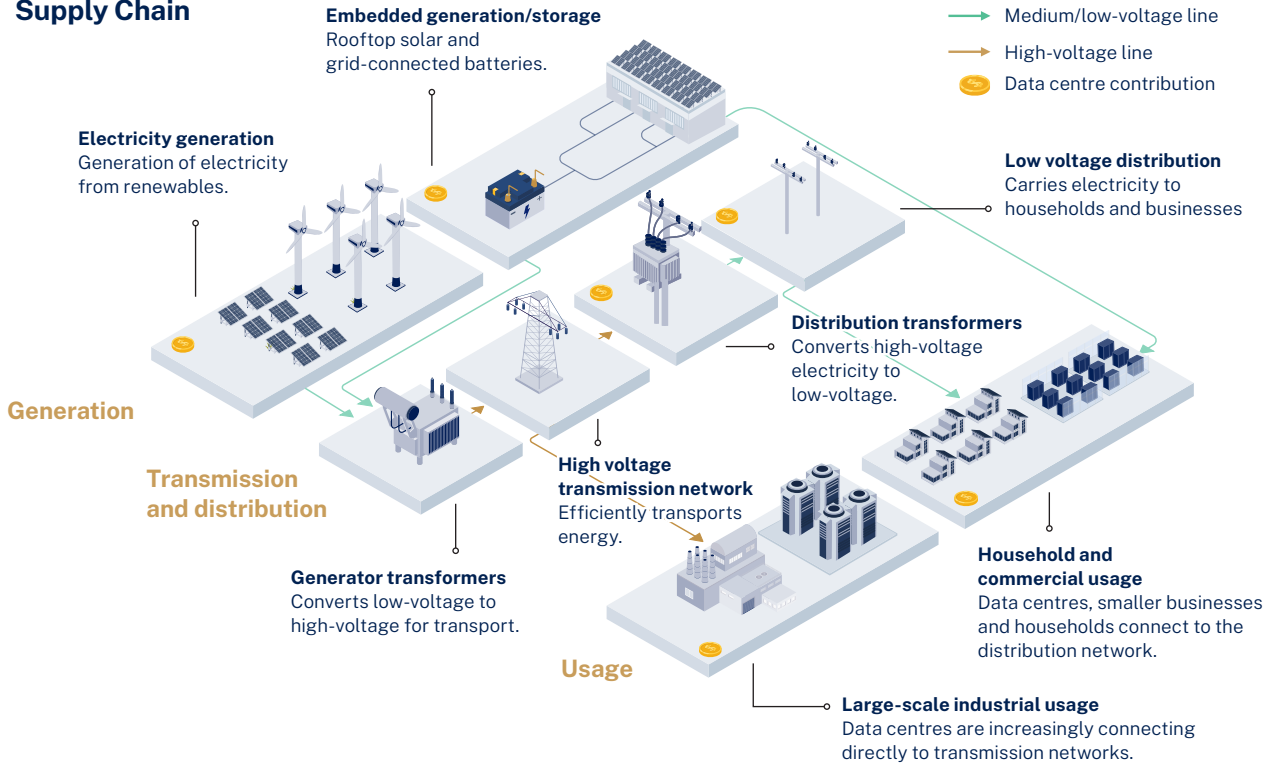 Supply Chain
Embedded generation/storage
Rooftop solar and
grid-connected batteries.
Medium/low-voltage line
High-voltage line
Data centre contribution
Electricity generation
Generation of electricity
from renewables.
Low voltage distribution
Carries electricity to
households and businesses
Distribution transformers
Converts high-voltage
electricity to
low-voltage.
Generation
Transmission
and distribution
High voltage
transmission network
Efficiently transports
energy.
Generator transformers
Converts low-voltage to
high-voltage for transport.
Household and
commercial usage
Data centres, smaller businesses
and households connect to the
distribution network.
Usage
Large-scale industrial usage
Data centres are increasingly connecting
directly to transmission networks.